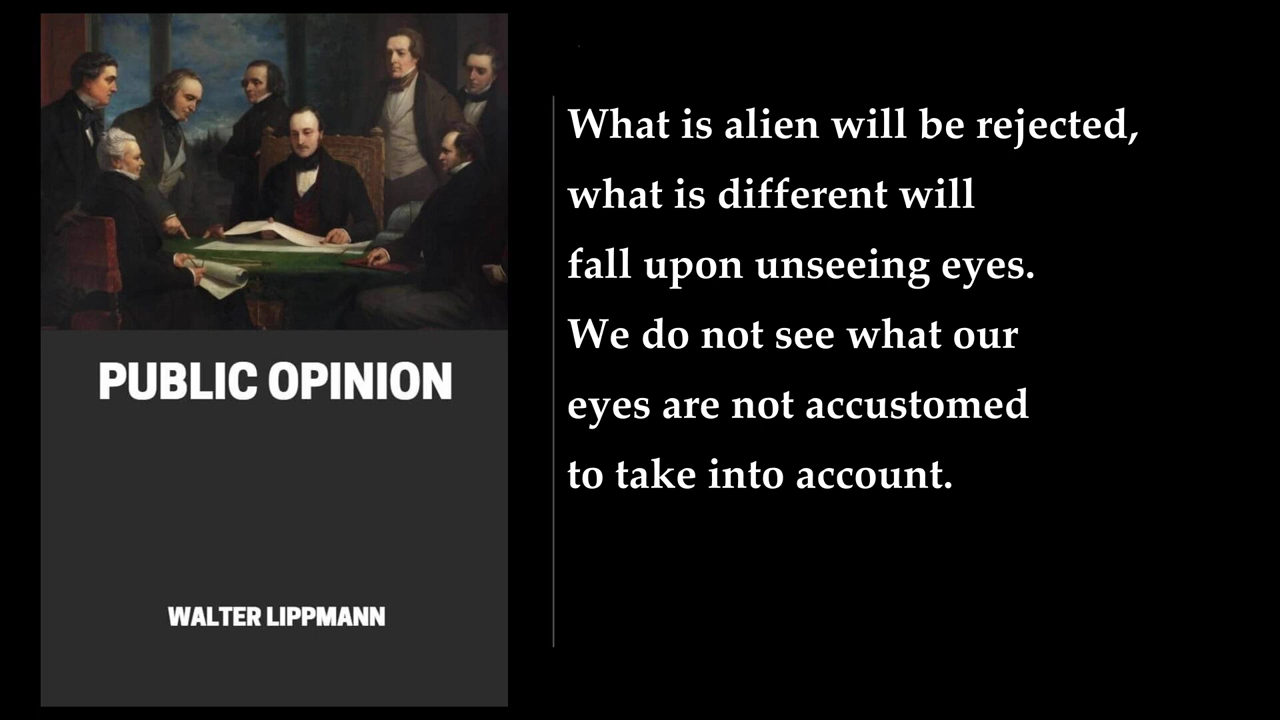 PUBLIC OPINION
WALTER LIPPMANN
What is alien will be rejected,
what is different will
fall upon unseeing eyes.
We do not see what our
eyes are not accustomed
to take into account.